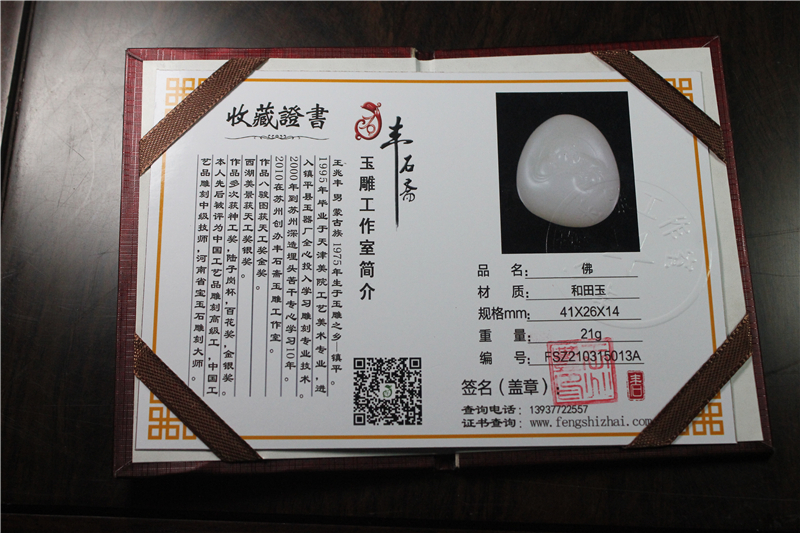 收藏證書
丰石斋
玉雕工作室简介
王兆丰 男 蒙古族 1975年生于玉雕之乡—镇平。
1995年毕业于天津美院工艺美术专业，进
入镇平县玉器厂全心投入学习雕刻专业技术。
2000年到苏州深造埋头苦干专心学习10年。
2010在苏州创办丰石斋玉雕工作室。
作品八骏图获天工奖金奖。
西湖美景获天工奖银奖。
作品多次获神工奖，陆子岗杯，百花奖，金银奖。
本人先后被评为中国工艺品雕刻高级工，中国工
艺品雕刻中级技师，河南省宝玉石雕刻大师。
品 名： 佛
材 质： 和田玉
规格mm： 41X26X14
重 量： 21g
编 号： FSZ210315013A
签名（盖章）：
查询电话： 13937722557
证书查询： www.fengshizhai.com